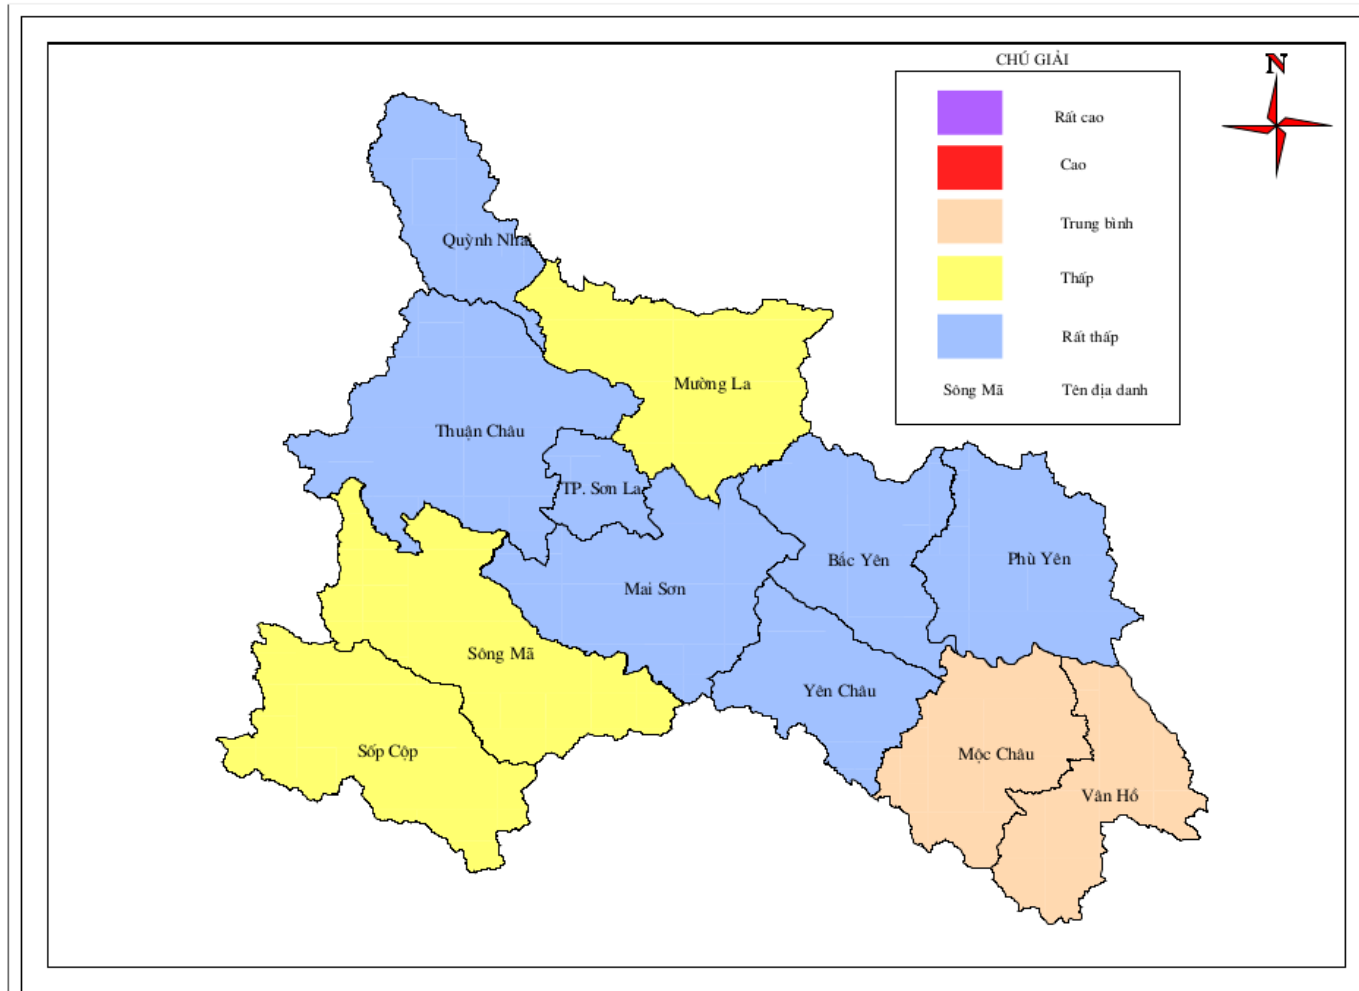 CHÚ GIẢI
N
Rất cao
Cao
Trung bình
Thấp
Rất thấp
Sông Mã Tên địa danh
Quỳnh Nhai
Mường La
Thuận Châu
TP. Sơn La
Bắc Yên
Phù Yên
Mai Sơn
Sông Mã
Yên Châu
Sốp Cộp
Mộc Châu
Vân Hồ